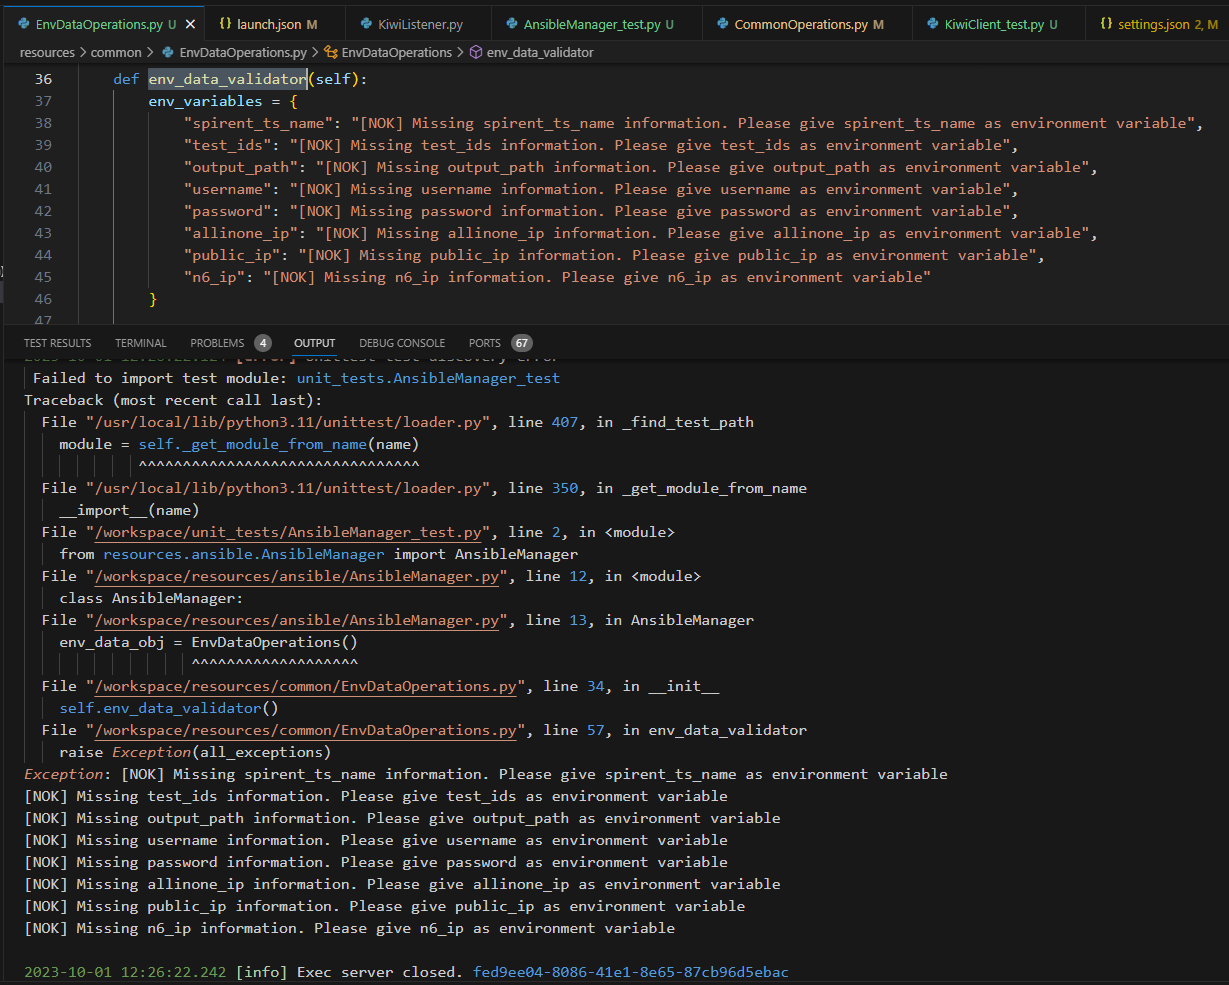 EnvDataOperations.py U
launch.json M
KiwiListener.py
AnsibleManager_test.py U
CommonOperations.py M
KiwiClient_test.py U
settings.json 2, M
resources > common > EnvDataOperations.py > EnvDataOperations > env_data_validator
36 def env_data_validator(self):
37 env_variables = {
38 "spirent_ts_name": "[NOK] Missing spirent_ts_name information. Please give spirent_ts_name as environment variable",
39 "test_ids": "[NOK] Missing test_ids information. Please give test_ids as environment variable",
40 "output_path": "[NOK] Missing output_path information. Please give output_path as environment variable",
41 "username": "[NOK] Missing username information. Please give username as environment variable",
42 "password": "[NOK] Missing password information. Please give password as environment variable",
43 "allinone_ip": "[NOK] Missing allinone_ip information. Please give allinone_ip as environment variable",
44 "public_ip": "[NOK] Missing public_ip information. Please give public_ip as environment variable",
45 "n6_ip": "[NOK] Missing n6_ip information. Please give n6_ip as environment variable"
46 }
47
TEST RESULTS TERMINAL PROBLEMS 4 OUTPUT DEBUG CONSOLE PORTS 67
Failed to import test module: unit_tests.AnsibleManager_test
Traceback (most recent call last):
File "/usr/local/lib/python3.11/unittest/loader.py", line 407, in _find_test_path
module = self._get_module_from_name(name)
^^^^^^^^^^^^^^^^^^^^^^^^^^^^^^^^
File "/usr/local/lib/python3.11/unittest/loader.py", line 350, in _get_module_from_name
__import__(name)
File "/workspace/unit_tests/AnsibleManager_test.py", line 2, in <module>
from resources.ansible.AnsibleManager import AnsibleManager
File "/workspace/resources/ansible/AnsibleManager.py", line 12, in <module>
class AnsibleManager:
File "/workspace/resources/ansible/AnsibleManager.py", line 13, in AnsibleManager
env_data_obj = EnvDataOperations()
^^^^^^^^^^^^^^^^^^^
File "/workspace/resources/common/EnvDataOperations.py", line 34, in __init__
self.env_data_validator()
File "/workspace/resources/common/EnvDataOperations.py", line 57, in env_data_validator
raise Exception(all_exceptions)
Exception: [NOK] Missing spirent_ts_name information. Please give spirent_ts_name as environment variable
[NOK] Missing test_ids information. Please give test_ids as environment variable
[NOK] Missing output_path information. Please give output_path as environment variable
[NOK] Missing username information. Please give username as environment variable
[NOK] Missing password information. Please give password as environment variable
[NOK] Missing allinone_ip information. Please give allinone_ip as environment variable
[NOK] Missing public_ip information. Please give public_ip as environment variable
[NOK] Missing n6_ip information. Please give n6_ip as environment variable
2023-10-01 12:26:22.242 [info] Exec server closed. fed9ee04-8086-41e1-8e65-87cb96d5ebac